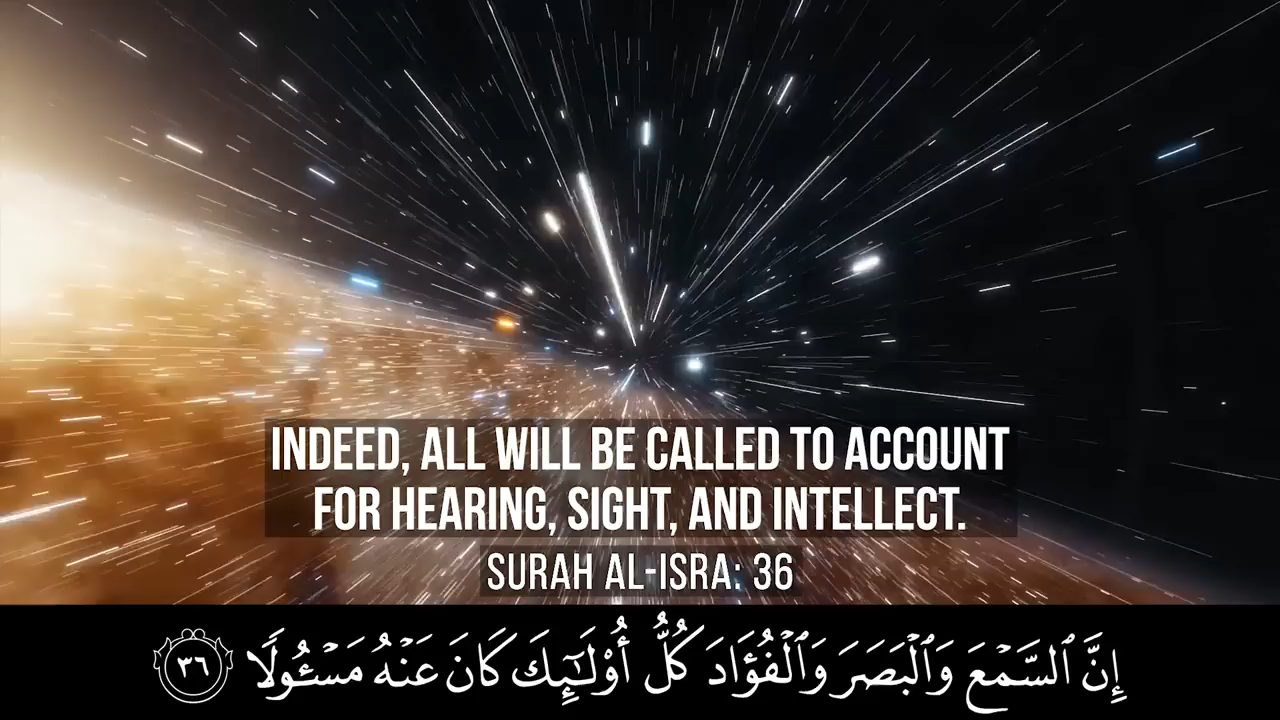 INDEED, ALL WILL BE CALLED TO ACCOUNT
FOR HEARING, SIGHT, AND INTELLECT.
SURAH AL-ISRA: 36
إِنَّ ٱلسَّمْعَ وَٱلْبَصَرَ وَٱلْفُؤَادَ كُلُّ أُو۟لَـٰٓئِكَ كَانَ عَنْهُ مَسْـُٔولًا ٣٦